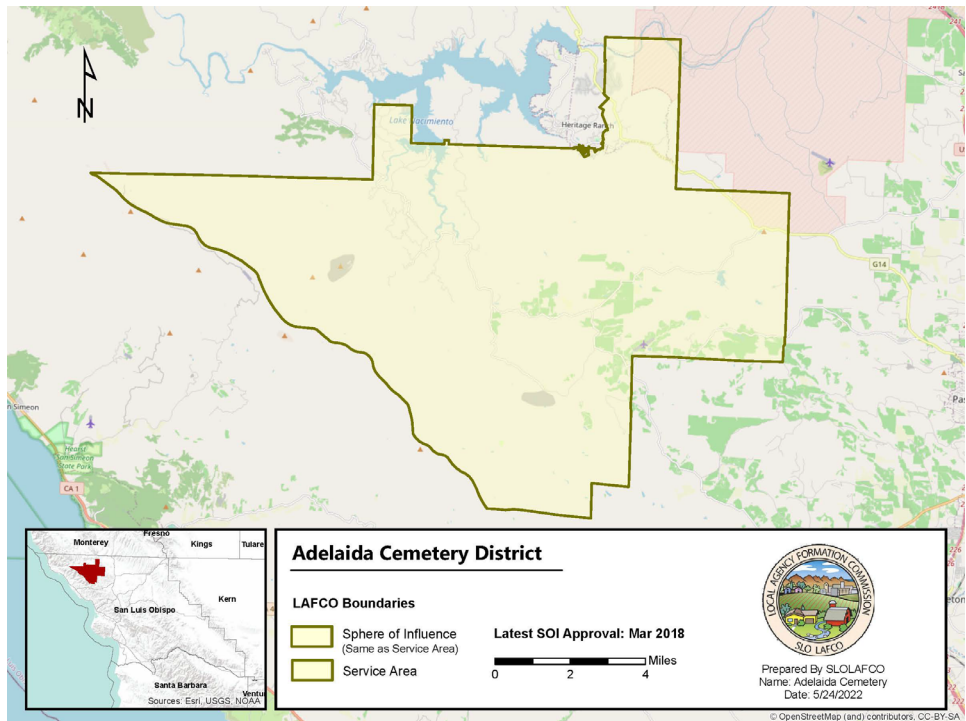 N
Lake Nacimiento
Heritage Ranch
G14
Hearst
San Simeon
State Park
CA 1
n Simeon
Pas
226
Monterey
Fresno
Kings
Tulare
San Luis Obispo
Kern
Santa Barbara
Ventu
Sources: Esri, USGS, NOAA
Adelaida Cemetery District
LAFCO Boundaries
Sphere of Influence
(Same as Service Area)
Service Area
Latest SOI Approval: Mar 2018
Miles
0 2 4
LOCAL AGENCY FORMATION COMMISSION
SLO LAFCO
Prepared By SLOLAFCO
Name: Adelaida Cemetery
Date: 5/24/2022
© OpenStreetMap (and) contributors, CC-BY-SA